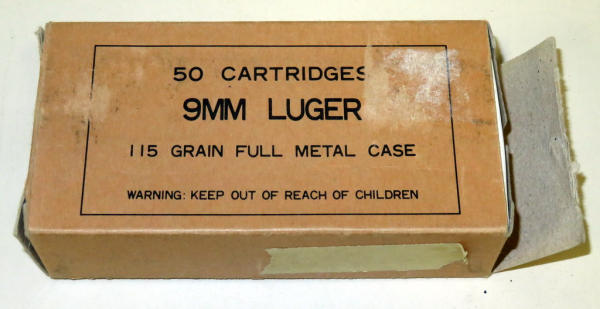 50 CARTRIDGES
9MM LUGER
115 GRAIN FULL METAL CASE
WARNING: KEEP OUT OF REACH OF CHILDREN